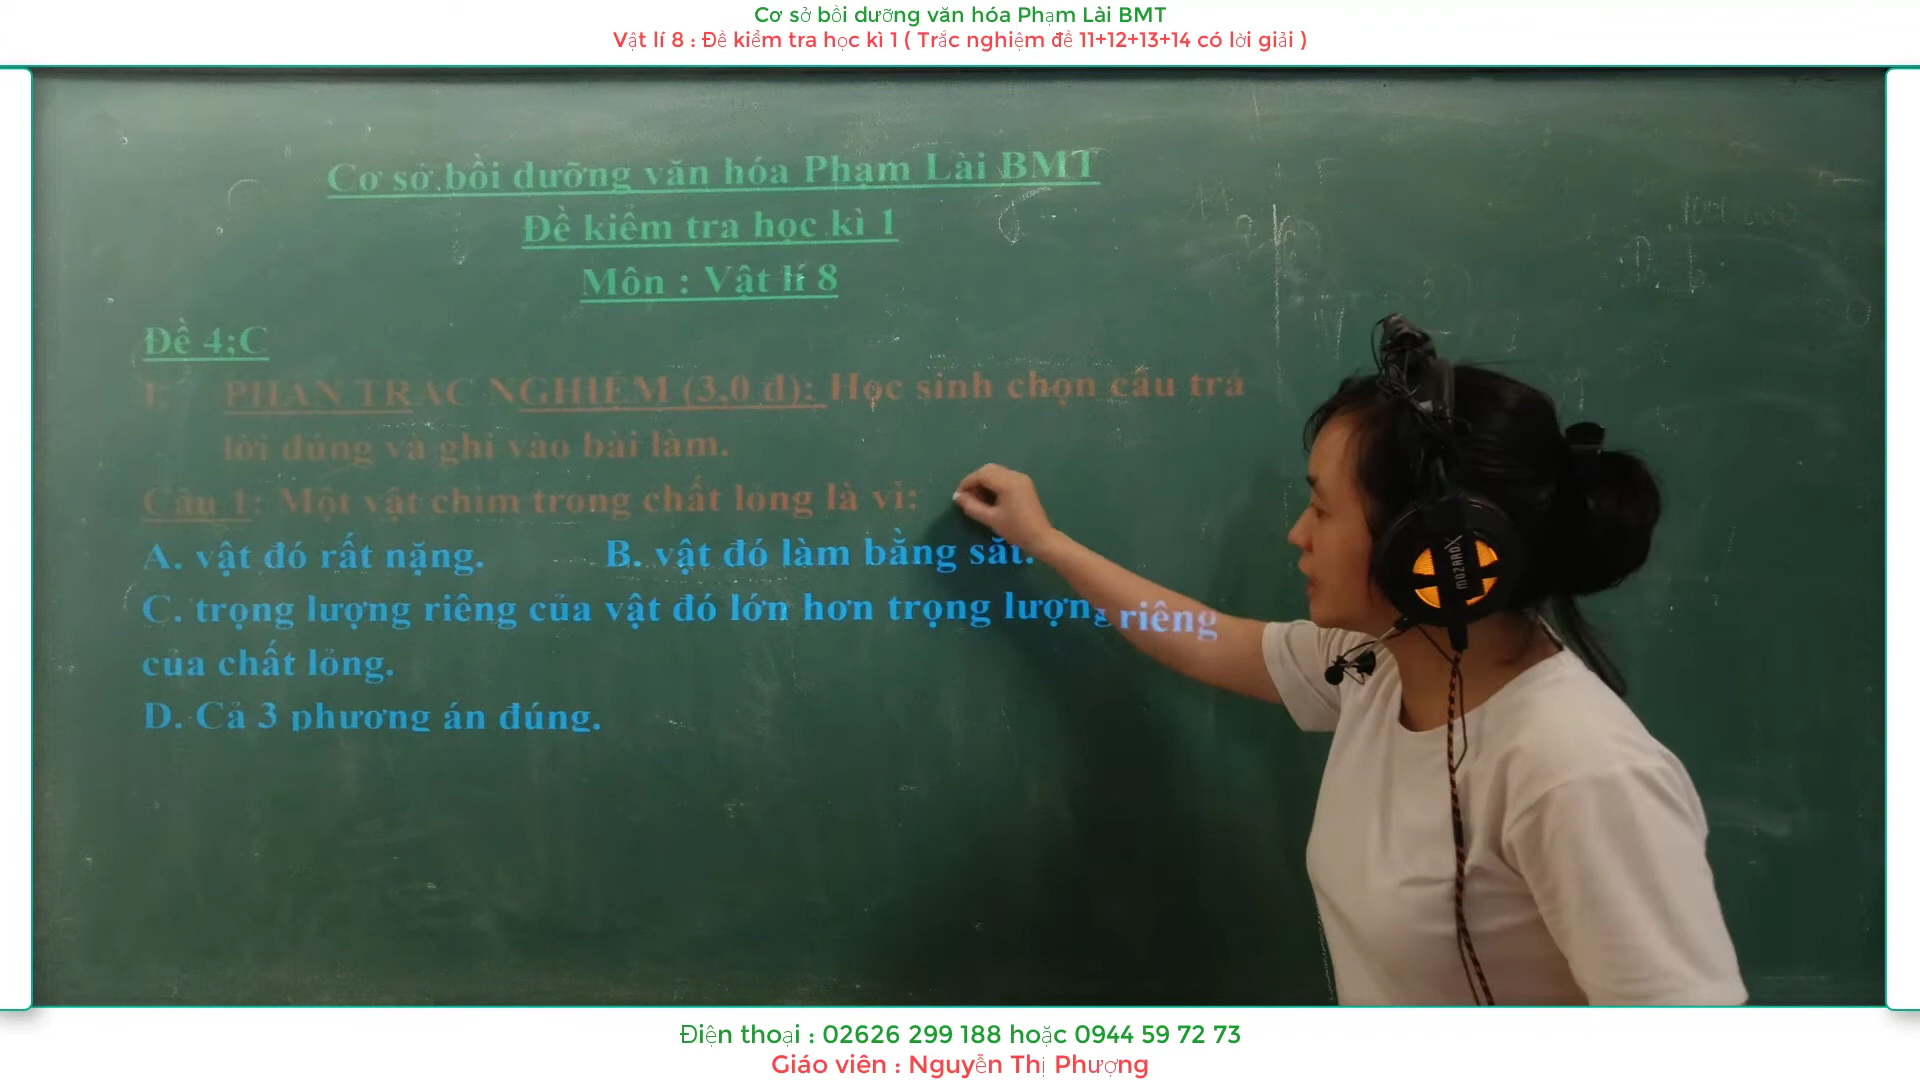 Cơ sở bồi dưỡng văn hóa Phạm Lài BMT
Vật lí 8 : Đề kiểm tra học kì 1 ( Trắc nghiệm đề 11+12+13+14 có lời giải )
Cơ sở bồi dưỡng văn hóa Phạm Lài BMT
Đề kiểm tra học kì 1
Môn : Vật lí 8
Đề 4:C
I: PHẦN TRẮC NGHIỆM (3,0 đ): Học sinh chọn câu trả
lời đúng và ghi vào bài làm.
Câu 1: Một vật chìm trong chất lỏng là vì:
A. vật đó rất nặng. B. vật đó làm bằng sắt.
C. trọng lượng riêng của vật đó lớn hơn trọng lượng riêng
của chất lỏng.
D. Cả 3 phương án đúng.
MOZARDX
Điện thoại : 02626 299 188 hoặc 0944 59 72 73
Giáo viên : Nguyễn Thị Phượng